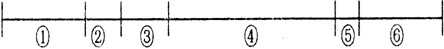 ① ② ③ ④ ⑤ ⑥